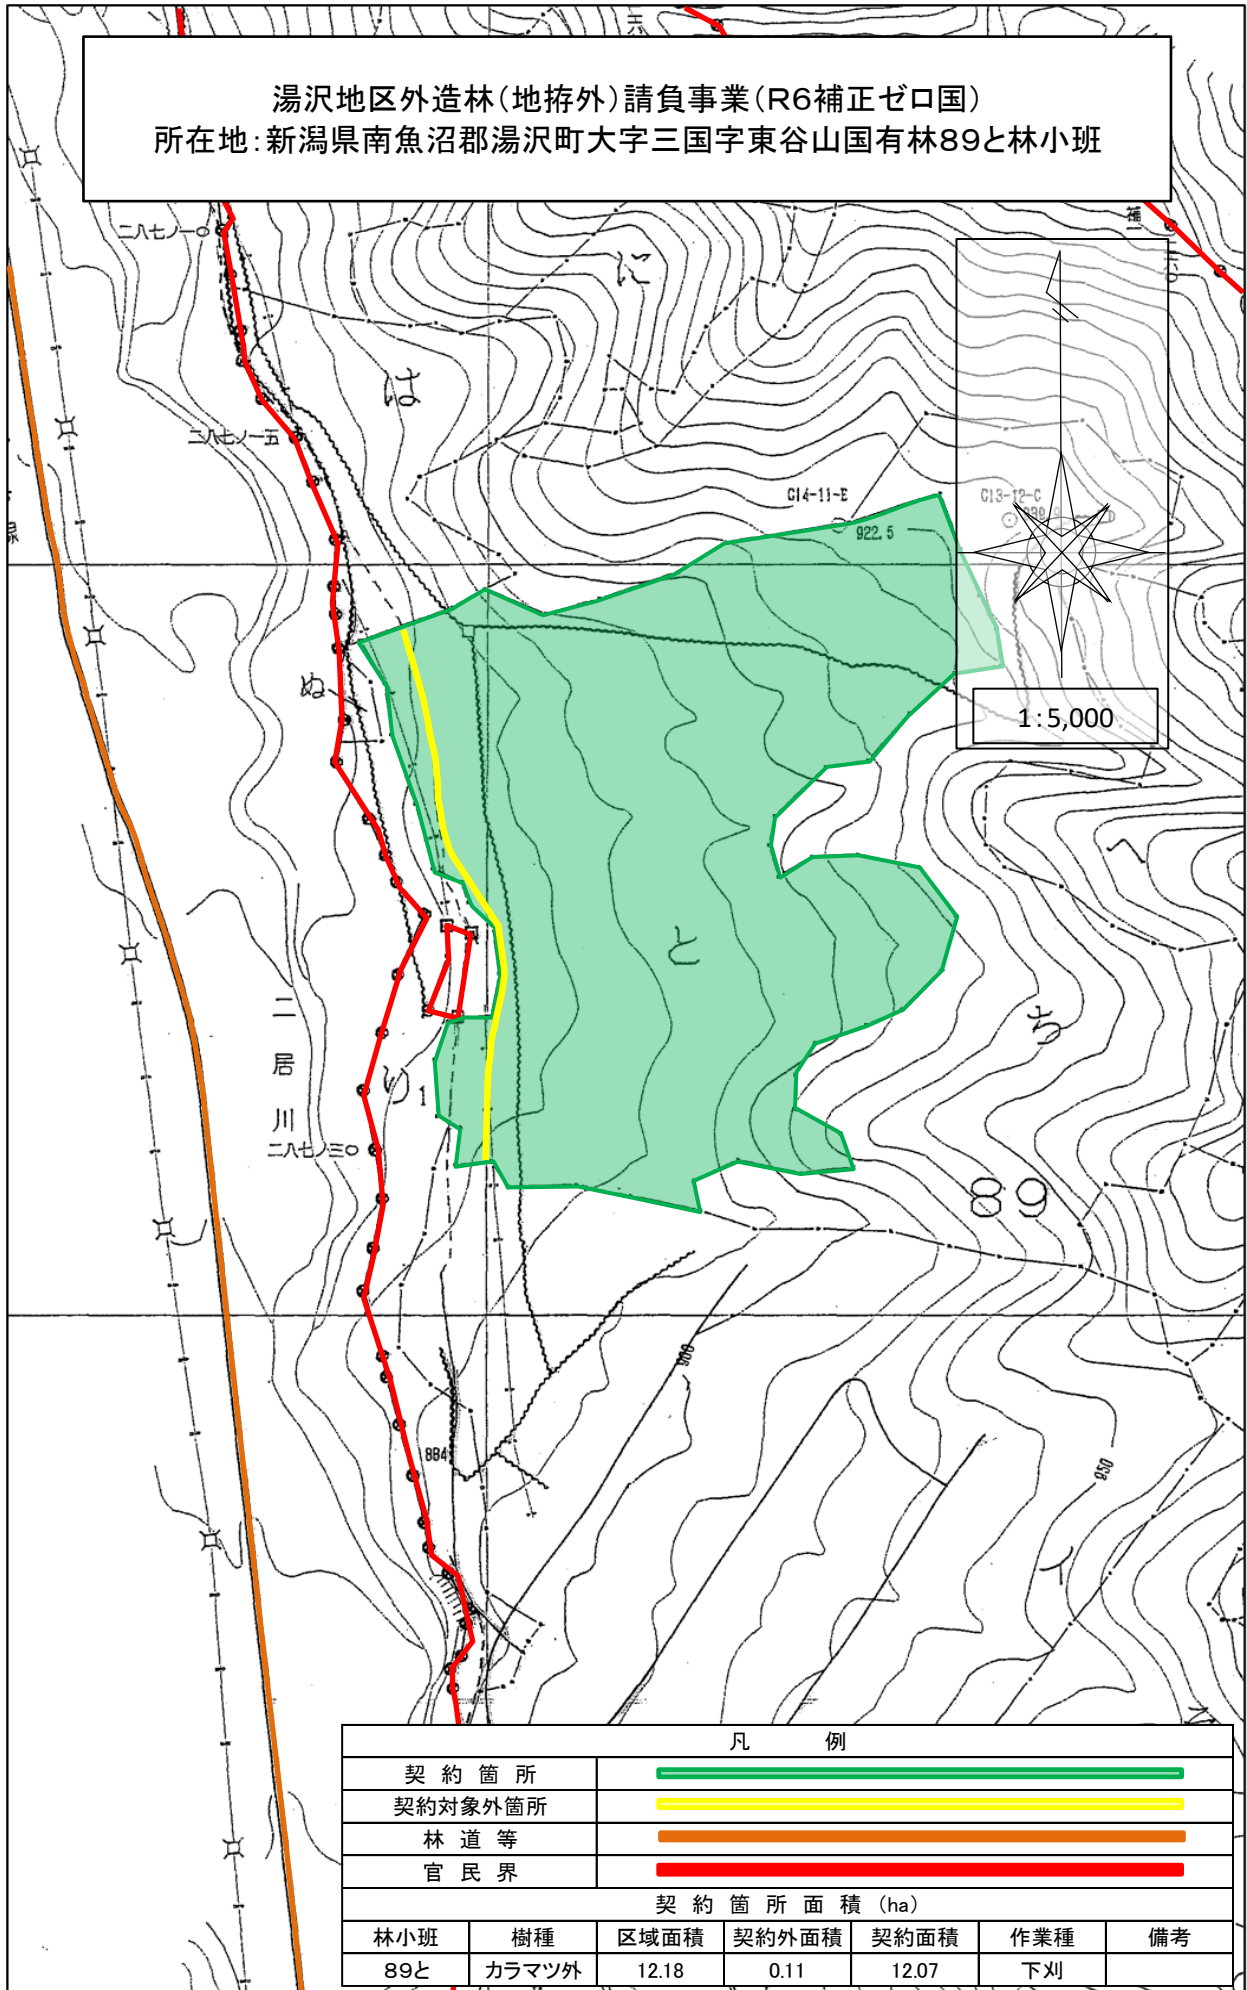 湯沢地区外造林(地拵外)請負事業(R6補正ゼロ国)
所在地:新潟県南魚沼郡湯沢町大字三国字東谷山国有林89と林小班
二八七ノ一〇
に
は
二八七ノ一五
C14-11-E
922.5
C13-12-C
線
ぬ
1:5,000
と
ち
へ
二居川
り1
二八七ノ三〇
89
900
884
950
凡 例
契約箇所
契約対象外箇所
林道等
官民界
契約箇所面積 (ha)
林小班 樹種 区域面積 契約外面積 契約面積 作業種 備考
89と カラマツ外 12.18 0.11 12.07 下刈